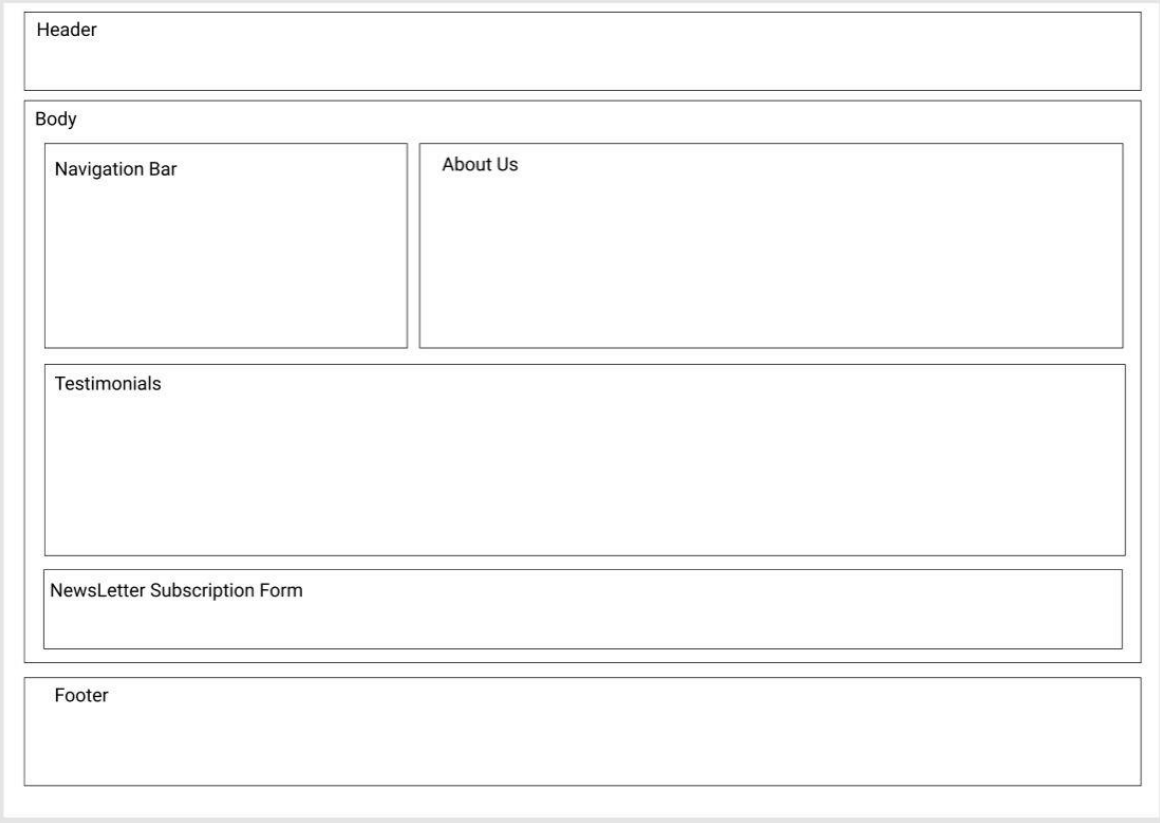 Header
Body
Navigation Bar
About Us
Testimonials
NewsLetter Subscription Form
Footer